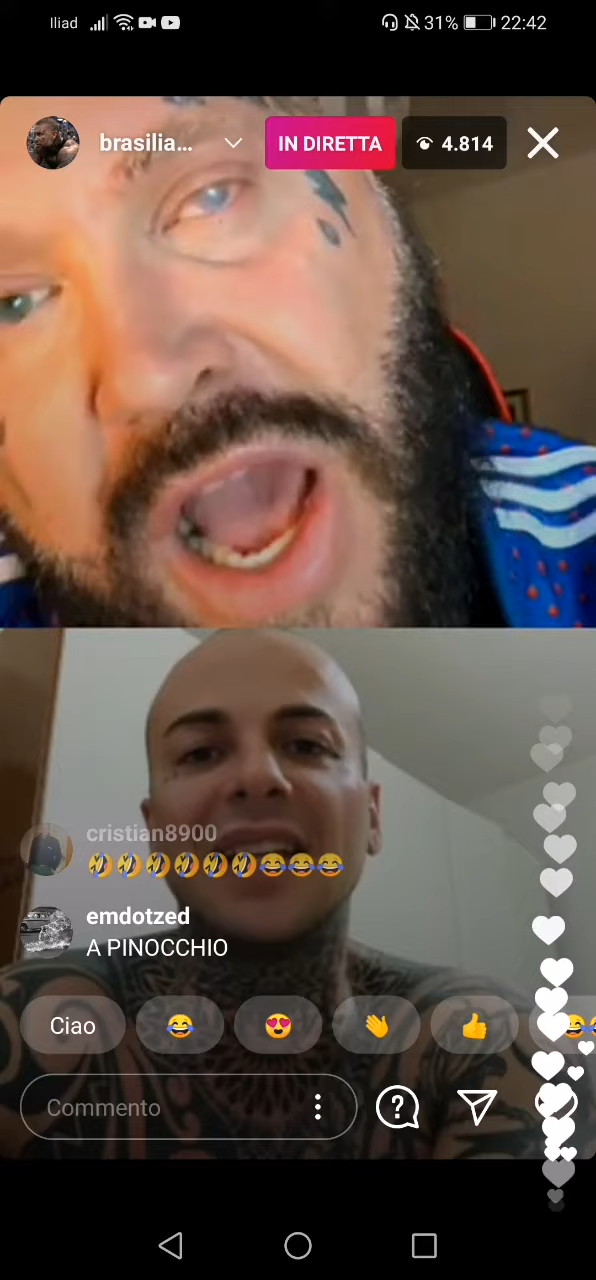 Iliad
31%
22:42
brasilia...
IN DIRETTA
4.814
cristian8900
🤣🤣🤣🤣🤣🤣😂😂😂
emdotzed
A PINOCCHIO
Ciao
Commento